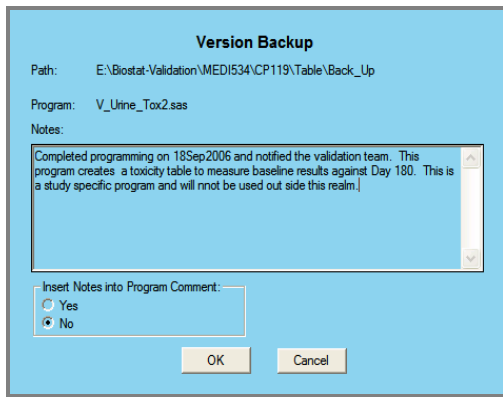 Version Backup
Path: E:\Biostat-Validation\MEDI534\CP119\Table\Back_Up
Program: V_Urine_Tox2.sas
Notes:
Completed programming on 18Sep2006 and notified the validation team. This
program creates a toxicity table to measure baseline results against Day 180. This is
a study specific program and will nnot be used out side this realm.
Insert Notes into Program Comment:
Yes
No
OK Cancel